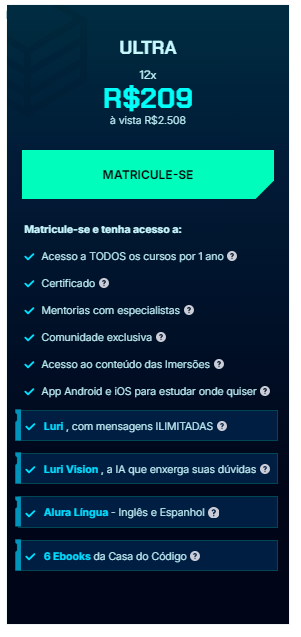 ULTRA
12x
R$209
à vista R$2.508
MATRICULE-SE
Matricule-se e tenha acesso a:
Acesso a TODOS os cursos por 1 ano ?
Certificado ?
Mentorias com especialistas ?
Comunidade exclusiva ?
Acesso ao conteúdo das Imersões ?
App Android e iOS para estudar onde quiser ?
Luri , com mensagens ILIMITADAS ?
Luri Vision , a IA que enxerga suas dúvidas ?
Alura Língua - Inglês e Espanhol ?
6 Ebooks da Casa do Código ?